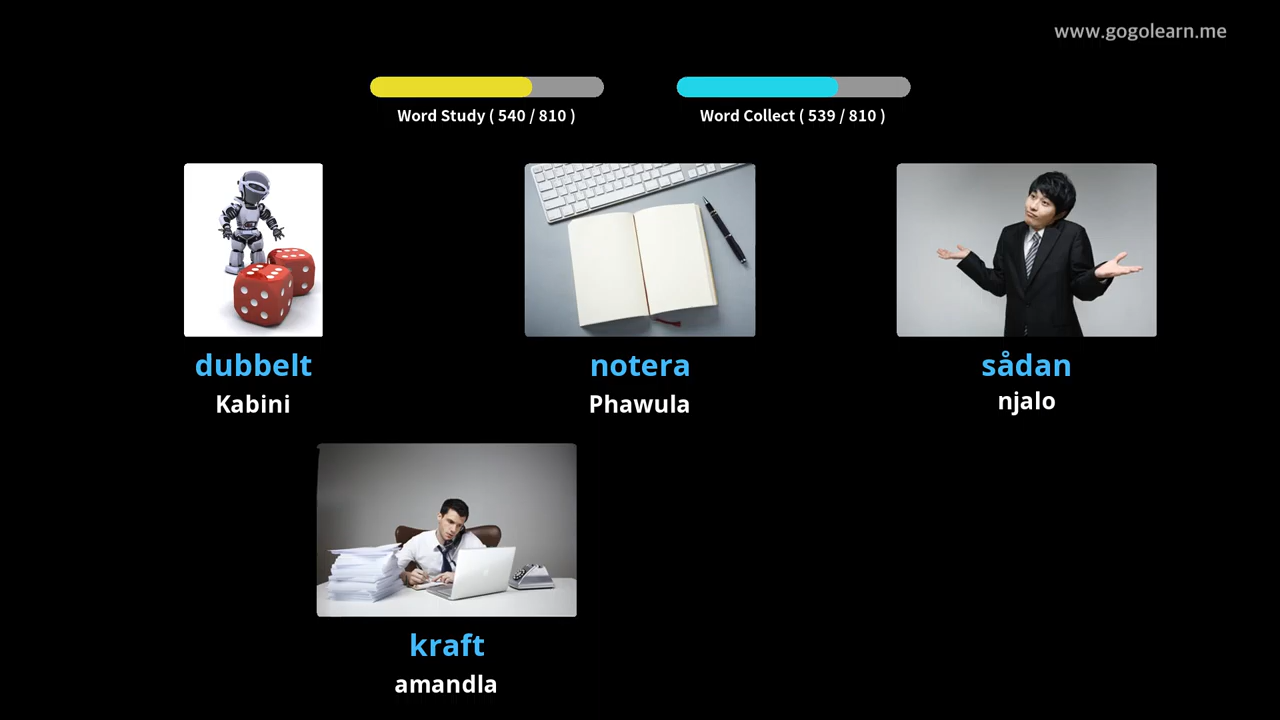 www.gogolearn.me
Word Study ( 540 / 810 )
Word Collect ( 539 / 810 )
dubbelt
Kabini
notera
Phawula
sådan
njalo
kraft
amandla